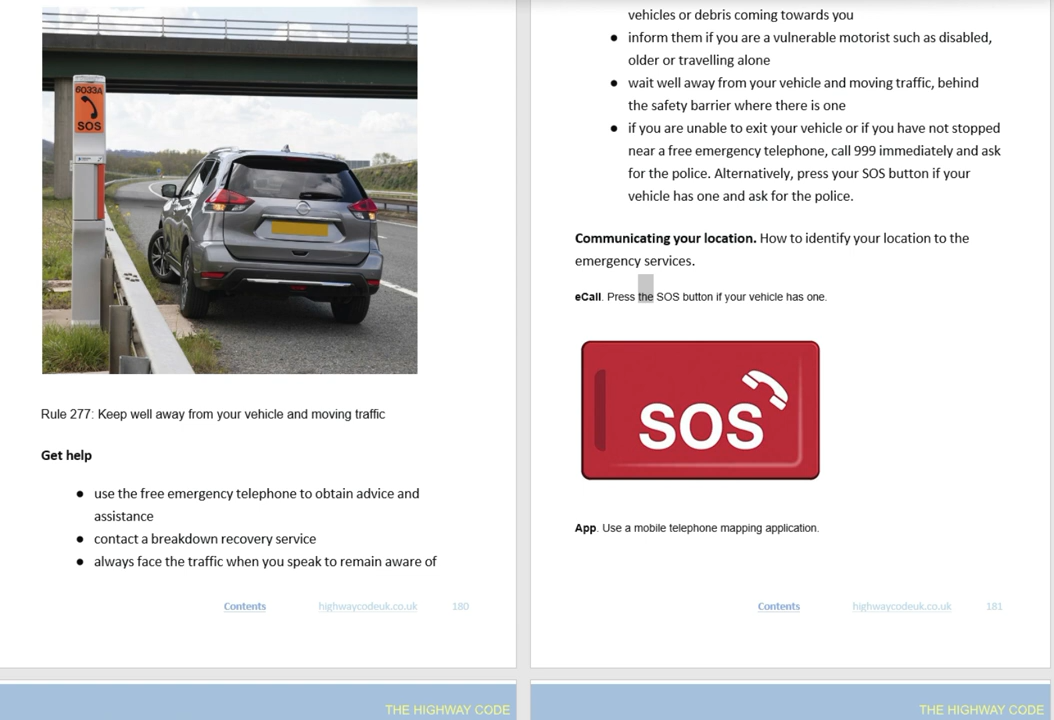 6033A
SOS
Rule 277: Keep well away from your vehicle and moving traffic
Get help
● use the free emergency telephone to obtain advice and
assistance
● contact a breakdown recovery service
● always face the traffic when you speak to remain aware of
Contents highwaycodeuk.co.uk 180
vehicles or debris coming towards you
● inform them if you are a vulnerable motorist such as disabled,
older or travelling alone
● wait well away from your vehicle and moving traffic, behind
the safety barrier where there is one
● if you are unable to exit your vehicle or if you have not stopped
near a free emergency telephone, call 999 immediately and ask
for the police. Alternatively, press your SOS button if your
vehicle has one and ask for the police.
Communicating your location. How to identify your location to the
emergency services.
eCall. Press the SOS button if your vehicle has one.
SOS
App. Use a mobile telephone mapping application.
Contents highwaycodeuk.co.uk 181
THE HIGHWAY CODE
THE HIGHWAY CODE